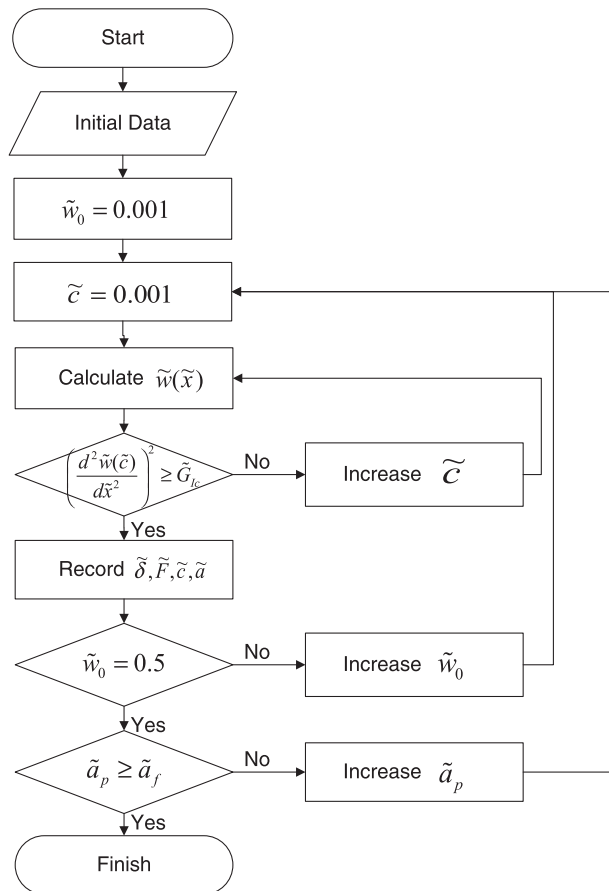 Start
Initial Data
w̃₀ = 0.001
c̃ = 0.001
Calculate w̃(x̃)
(d²w̃(c̃)/dx̃²)² ≥ G̃_Ic
No
Increase c̃
Yes
Record δ̃, F̃, c̃, ã
w̃₀ = 0.5
No
Increase w̃₀
Yes
ã_p ≥ ã_f
No
Increase ã_p
Yes
Finish